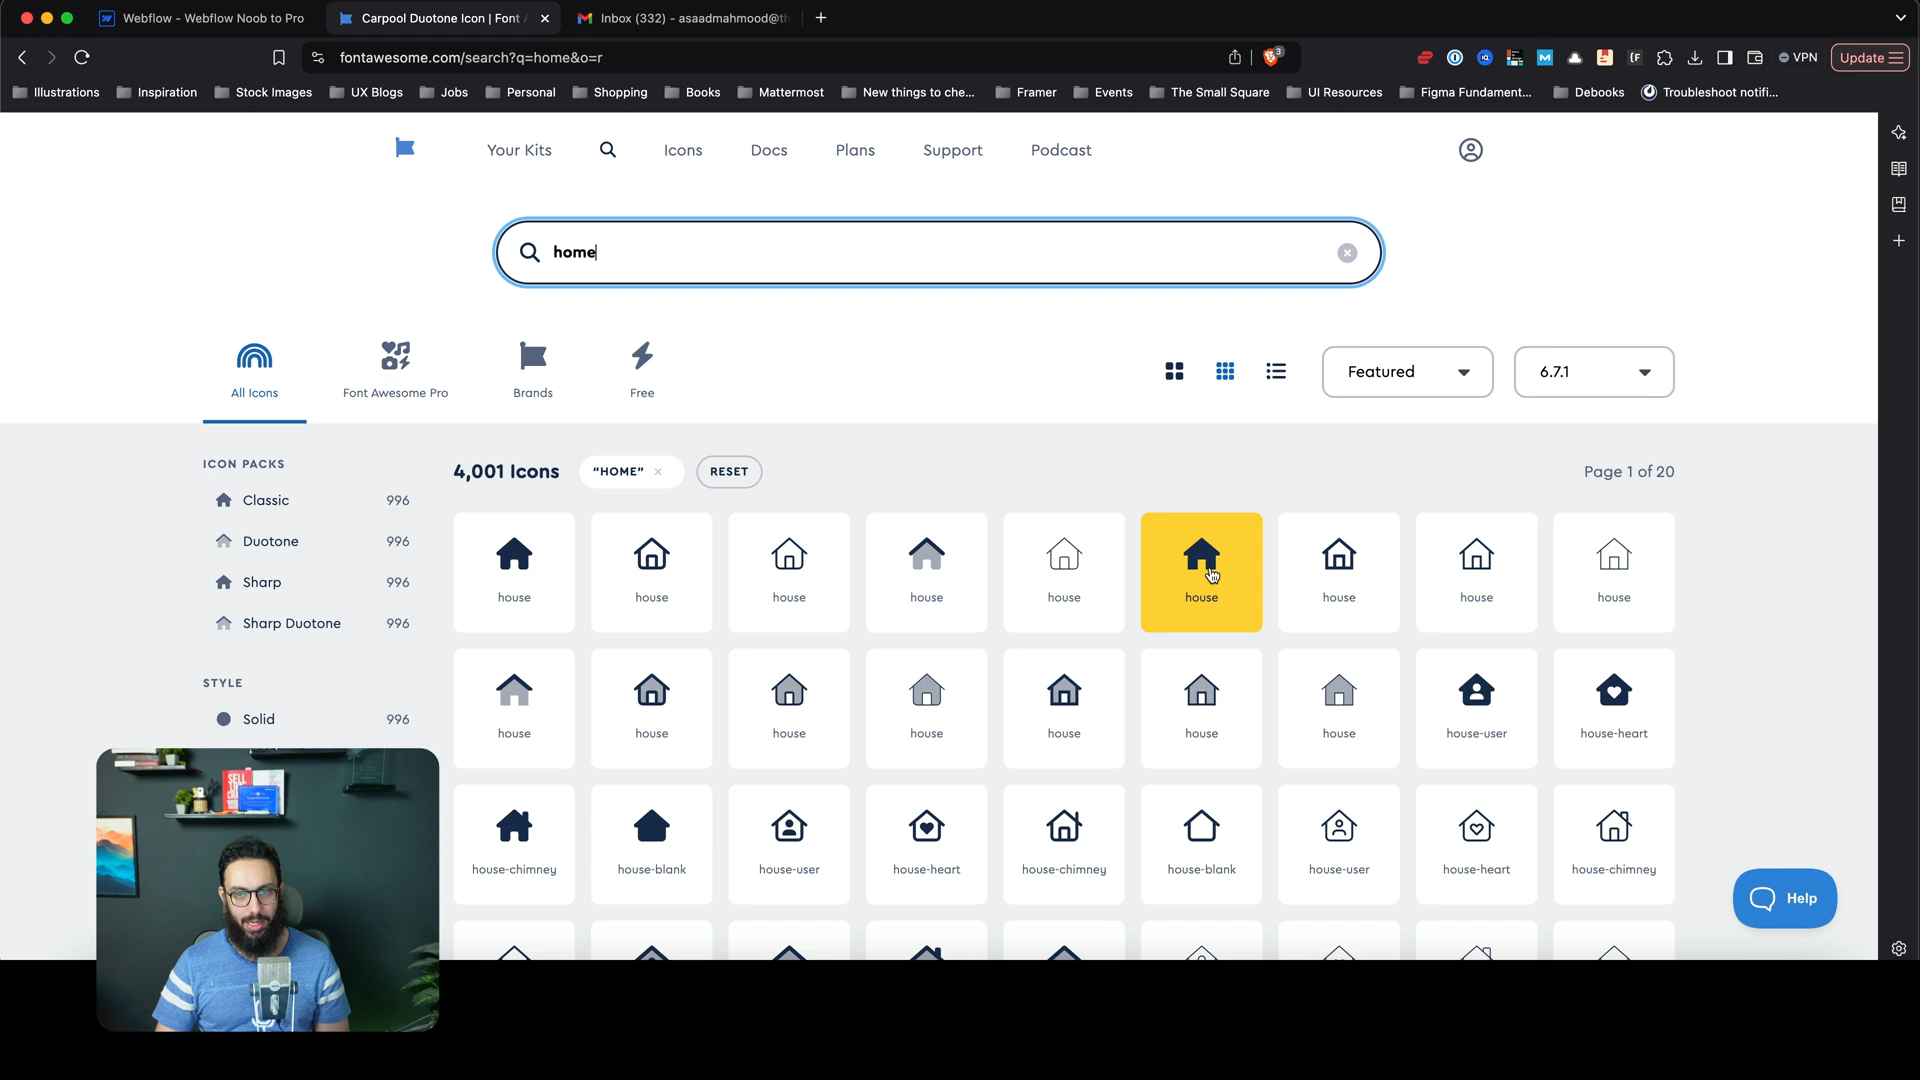 Webflow - Webflow Noob to Pro
Carpool Duotone Icon | Font
Inbox (332) - asaadmahmood@th
fontawesome.com/search?q=home&o=r
3
VPN
Update
Illustrations
Inspiration
Stock Images
UX Blogs
Jobs
Personal
Shopping
Books
Mattermost
New things to che...
Framer
Events
The Small Square
UI Resources
Figma Fundament...
Debooks
Troubleshoot notifi...
Your Kits
Icons
Docs
Plans
Support
Podcast
home
All Icons
Font Awesome Pro
Brands
Free
Featured
6.7.1
ICON PACKS
Classic 996
Duotone 996
Sharp 996
Sharp Duotone 996
STYLE
Solid 996
4,001 Icons
“HOME” ×
RESET
Page 1 of 20
house house house house house house house house house
house house house house house house house house-user house-heart
house-chimney house-blank house-user house-heart house-chimney house-blank house-user house-heart house-chimney
Help